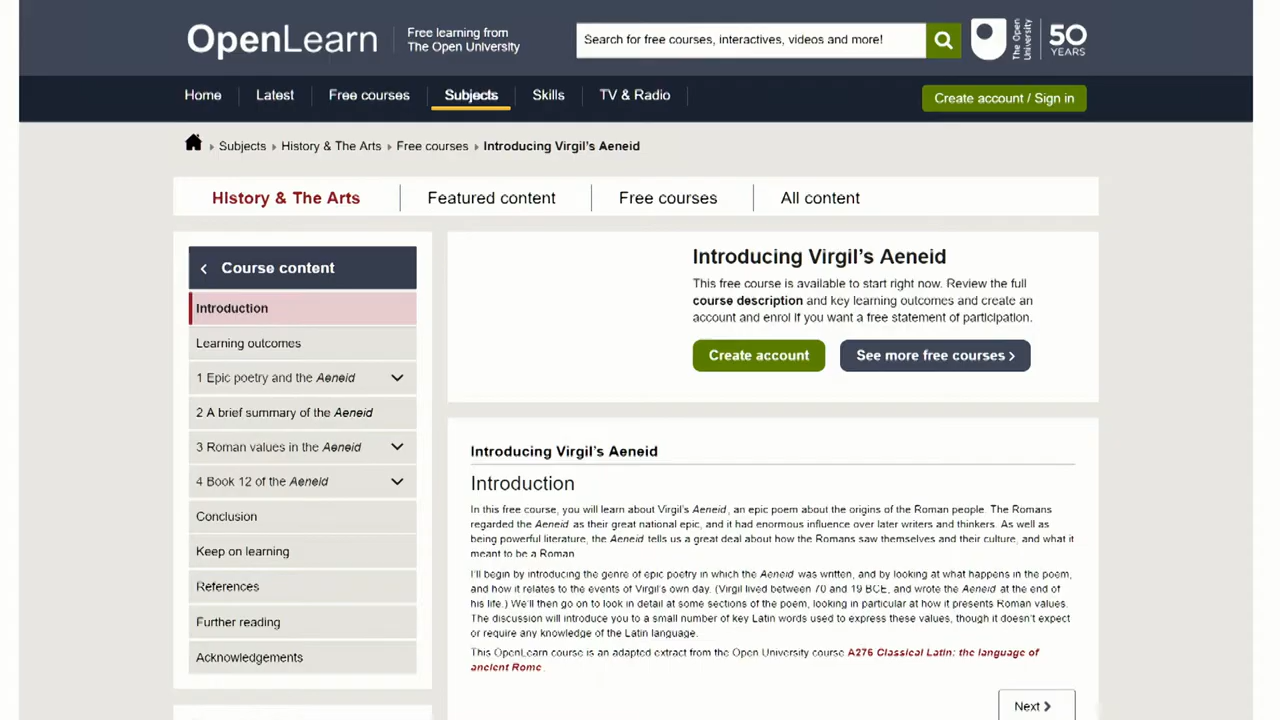 OpenLearn
Free learning from
The Open University
Search for free courses, interactives, videos and more!
The Open
University
50
YEARS
Home
Latest
Free courses
Subjects
Skills
TV & Radio
Create account / Sign in
Subjects
History & The Arts
Free courses
Introducing Virgil's Aeneid
HIstory & The Arts
Featured content
Free courses
All content
Course content
Introduction
Learning outcomes
1 Epic poetry and the Aeneid
2 A brief summary of the Aeneid
3 Roman values in the Aeneid
4 Book 12 of the Aeneid
Conclusion
Keep on learning
References
Further reading
Acknowledgements
Introducing Virgil's Aeneid
This free course is available to start right now. Review the full
course description and key learning outcomes and create an
account and enrol if you want a free statement of participation.
Create account
See more free courses
Introducing Virgil's Aeneid
Introduction
In this free course, you will learn about Virgil's Aeneid, an epic poem about the origins of the Roman people. The Romans
regarded the Aeneid as their great national epic, and it had enormous influence over later writers and thinkers. As well as
being powerful literature, the Aeneid tells us a great deal about how the Romans saw themselves and their culture, and what it
meant to be a Roman
I'll begin by introducing the genre of epic poetry in which the Aeneid was written, and by looking at what happens in the poem,
and how it relates to the events of Virgil's own day. (Virgil lived between 70 and 19 BCE, and wrote the Aeneid at the end of
his life.) We'll then go on to look in detail at some sections of the poem, looking in particular at how it presents Roman values.
The discussion will introduce you to a small number of key Latin words used to express these values, though it doesn't expect
or require any knowledge of the Latin language.
This OpenLearn course is an adapted extract from the Open University course A276 Classical Latin: the language of
ancient Rome.
Next